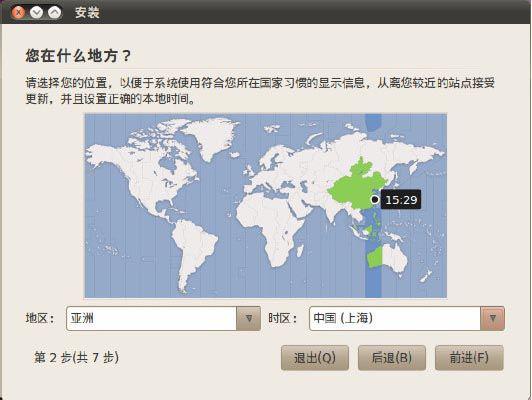 安装
您在什么地方？
请选择您的位置，以便于系统使用符合您所在国家习惯的显示信息，从离您较近的站点接受
更新，并且设置正确的本地时间。
15:29
地区： 亚洲 时区： 中国 (上海)
第 2 步(共 7 步) 退出(Q) 后退(B) 前进(F)